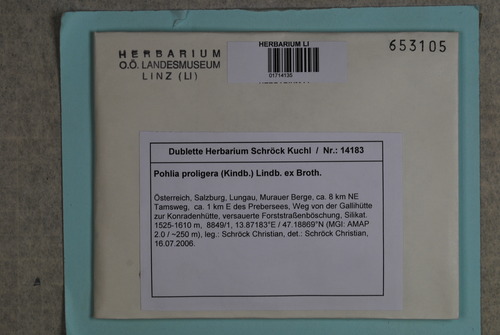 HERBARIUM
O.Ö. LANDESMUSEUM
LINZ (LI)
HERBARIUM LI
01714135
653105
Dublette Herbarium Schröck Kuchl / Nr.: 14183
Pohlia proligera (Kindb.) Lindb. ex Broth.
Österreich, Salzburg, Lungau, Murauer Berge, ca. 8 km NE
Tamsweg, ca. 1 km E des Prebersees, Weg von der Gallihütte
zur Konradenhütte, versauerte Forststraßenböschung, Silikat.
1525-1610 m, 8849/1, 13.87183°E / 47.18869°N (MGI: AMAP
2.0 / ~250 m), leg.: Schröck Christian, det.: Schröck Christian,
16.07.2006.